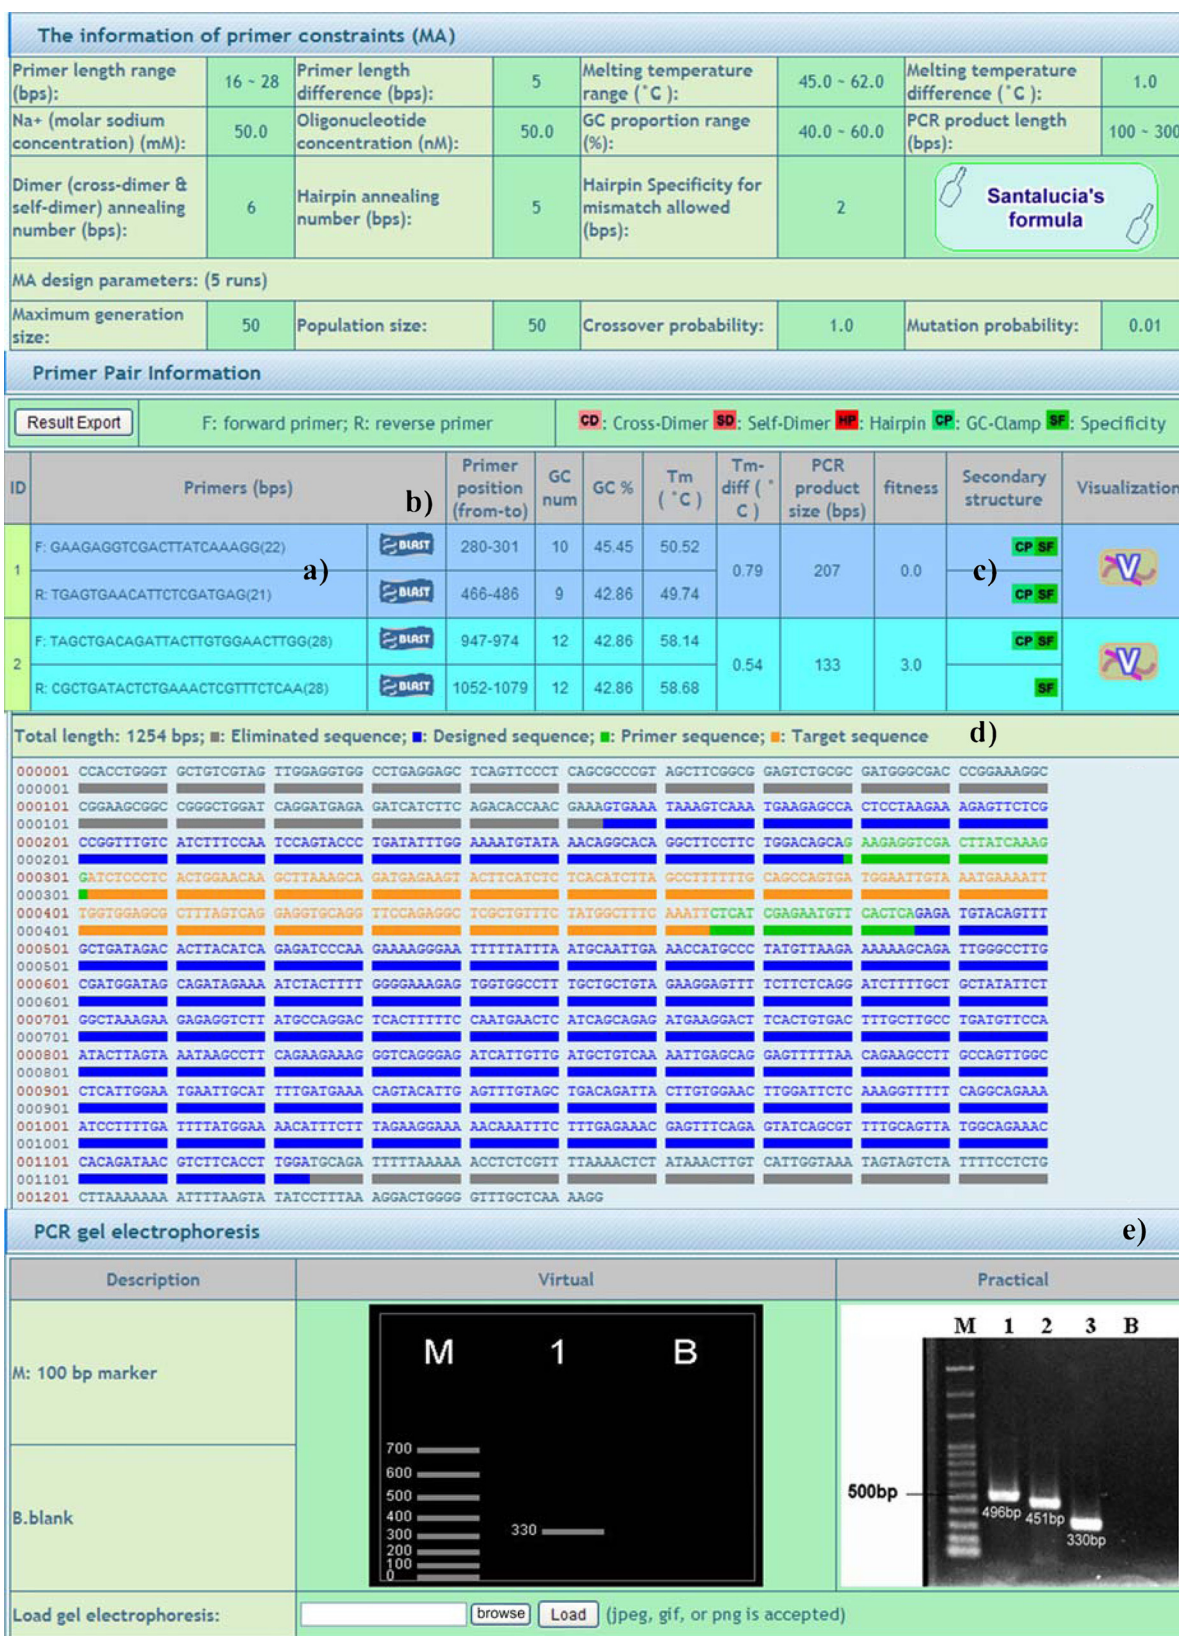 The information of primer constraints (MA)
Primer length range (bps): 16 ~ 28 Primer length difference (bps): 5 Melting temperature range (˚C ): 45.0 ~ 62.0 Melting temperature difference (˚C ): 1.0
Na+ (molar sodium concentration) (mM): 50.0 Oligonucleotide concentration (nM): 50.0 GC proportion range (%): 40.0 ~ 60.0 PCR product length (bps): 100 ~ 300
Dimer (cross-dimer & self-dimer) annealing number (bps): 6 Hairpin annealing number (bps): 5 Hairpin Specificity for mismatch allowed (bps): 2 Santalucia's formula
MA design parameters: (5 runs)
Maximum generation size: 50 Population size: 50 Crossover probability: 1.0 Mutation probability: 0.01
Primer Pair Information
Result Export F: forward primer; R: reverse primer CD: Cross-Dimer SD: Self-Dimer HP: Hairpin CP: GC-Clamp SF: Specificity
ID Primers (bps) b) Primer position (from-to) GC num GC % Tm (˚C ) Tm-diff (˚C ) PCR product size (bps) fitness Secondary structure Visualization
1 F: GAAGAGGTCGACTTATCAAAGG(22) BLAST 280-301 10 45.45 50.52 0.79 207 0.0 CP SF V
a) c)
R: TGAGTGAACATTCTCGATGAG(21) BLAST 466-486 9 42.86 49.74 CP SF
2 F: TAGCTGACAGATTACTTGTGGAACTTGG(28) BLAST 947-974 12 42.86 58.14 0.54 133 3.0 CP SF V
R: CGCTGATACTCTGAAACTCGTTTCTCAA(28) BLAST 1052-1079 12 42.86 58.68 SF
Total length: 1254 bps; : Eliminated sequence; : Designed sequence; : Primer sequence; : Target sequence d)
000001 CCACCTGGGT GCTGTCGTAG TTGGAGGTGG CCTGAGGAGC TCAGTTCCCT CAGCGCCCGT AGCTTCGGCG GAGTCTGCGC GATGGGCGAC CCGGAAAGGC
000001
000101 CGGAAGCGGC CGGGCTGGAT CAGGATGAGA GATCATCTTC AGACACCAAC GAAAGTGAAA TAAAGTCAAA TGAAGAGCCA CTCCTAAGAA AGAGTTCTCG
000101
000201 CCGGTTTGTC ATCTTTCCAA TCCAGTACCC TGATATTTGG AAAATGTATA AACAGGCACA GGCTTCCTTC TGGACAGCAG AAGAGGTCGA CTTATCAAAG
000201
000301 GATCTCCCTC ACTGGAACAA GCTTAAAGCA GATGAGAAGT ACTTCATCTC TCACATCTTA GCCTTTTTTG CAGCCAGTGA TGGAATTGTA AATGAAAATT
000301
000401 TGGTGGAGCG CTTTAGTCAG GAGGTGCAGG TTCCAGAGGC TCGCTGTTTC TATGGCTTTC AAATTCTCAT CGAGAATGTT CACTCAGAGA TGTACAGTTT
000401
000501 GCTGATAGAC ACTTACATCA GAGATCCCAA GAAAAGGGAA TTTTTATTTA ATGCAATTGA AACCATGCCC TATGTTAAGA AAAAAGCAGA TTGGGCCTTG
000501
000601 CGATGGATAG CAGATAGAAA ATCTACTTTT GGGGAAAGAG TGGTGGCCTT TGCTGCTGTA GAAGGAGTTT TCTTCTCAGG ATCTTTTGCT GCTATATTCT
000601
000701 GGCTAAAGAA GAGAGGTCTT ATGCCAGGAC TCACTTTTTC CAATGAACTC ATCAGCAGAG ATGAAGGACT TCACTGTGAC TTTGCTTGCC TGATGTTCCA
000701
000801 ATACTTAGTA AATAAGCCTT CAGAAGAAAG GGTCAGGGAG ATCATTGTTG ATGCTGTCAA AATTGAGCAG GAGTTTTTAA CAGAAGCCTT GCCAGTTGGC
000801
000901 CTCATTGGAA TGAATTGCAT TTTGATGAAA CAGTACATTG AGTTTGTAGC TGACAGATTA CTTGTGGAAC TTGGATTCTC AAAGGTTTTT CAGGCAGAAA
000901
001001 ATCCTTTTGA TTTTATGGAA AACATTTCTT TAGAAGGAAA AACAAATTTC TTTGAGAAAC GAGTTTCAGA GTATCAGCGT TTTGCAGTTA TGGCAGAAAC
001001
001101 CACAGATAAC GTCTTCACCT TGGATGCAGA TTTTTAAAAA ACCTCTCGTT TTAAAACTCT ATAAACTTGT CATTGGTAAA TAGTAGTCTA TTTTCCTCTG
001101
001201 CTTAAAAAAA ATTTTAAGTA TATCCTTTAA AGGACTGGGG GTTTGCTCAA AAGG
PCR gel electrophoresis e)
Description Virtual Practical
M: 100 bp marker
B.blank
M 1 B
700
600
500
400
300
200
100
0
330
M 1 2 3 B
500bp
496bp 451bp
330bp
Load gel electrophoresis: browse Load (jpeg, gif, or png is accepted)